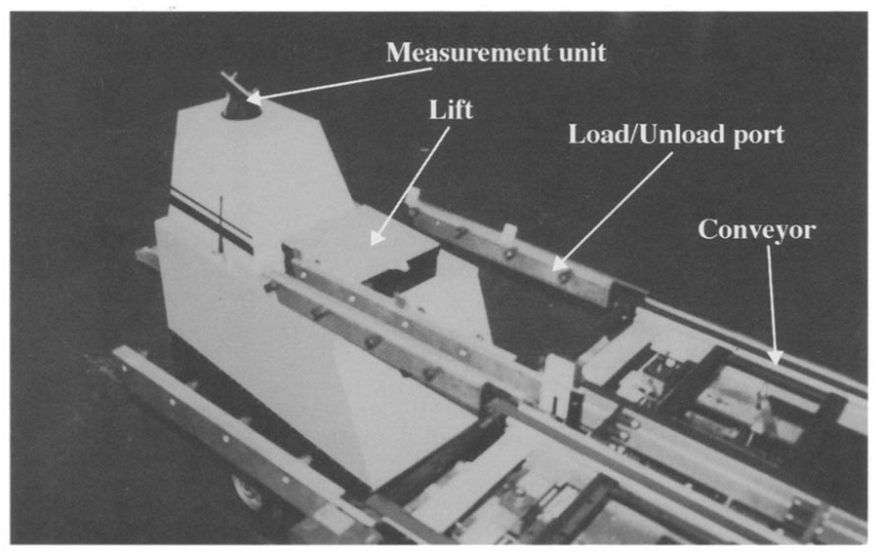 Measurement unit
Lift
Load/Unload port
Conveyor